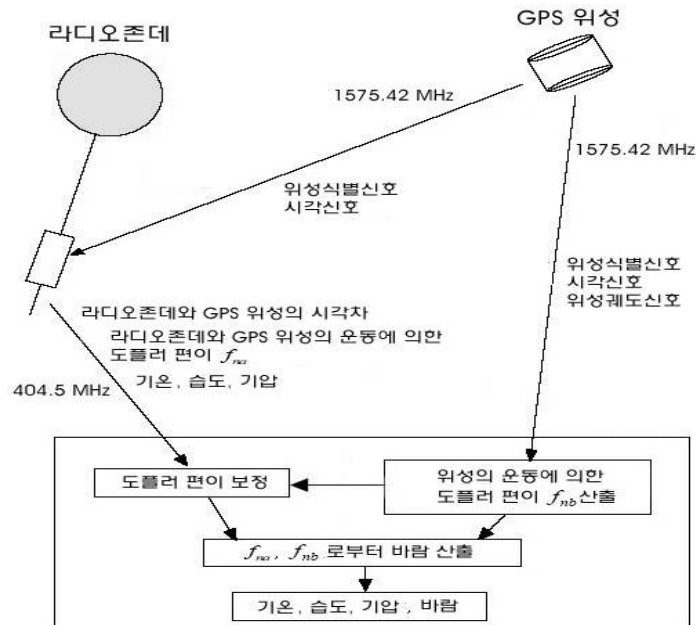 라디오존데
GPS 위성
1575.42 MHz
1575.42 MHz
위성식별신호
시각신호
위성식별신호
시각신호
위성궤도신호
라디오존데와 GPS 위성의 시각차
라디오존데와 GPS 위성의 운동에 의한
도플러 편이 fna
기온, 습도, 기압
404.5 MHz
도플러 편이 보정
위성의 운동에 의한
도플러 편이 fnb 산출
fna, fnb 로부터 바람 산출
기온, 습도, 기압, 바람